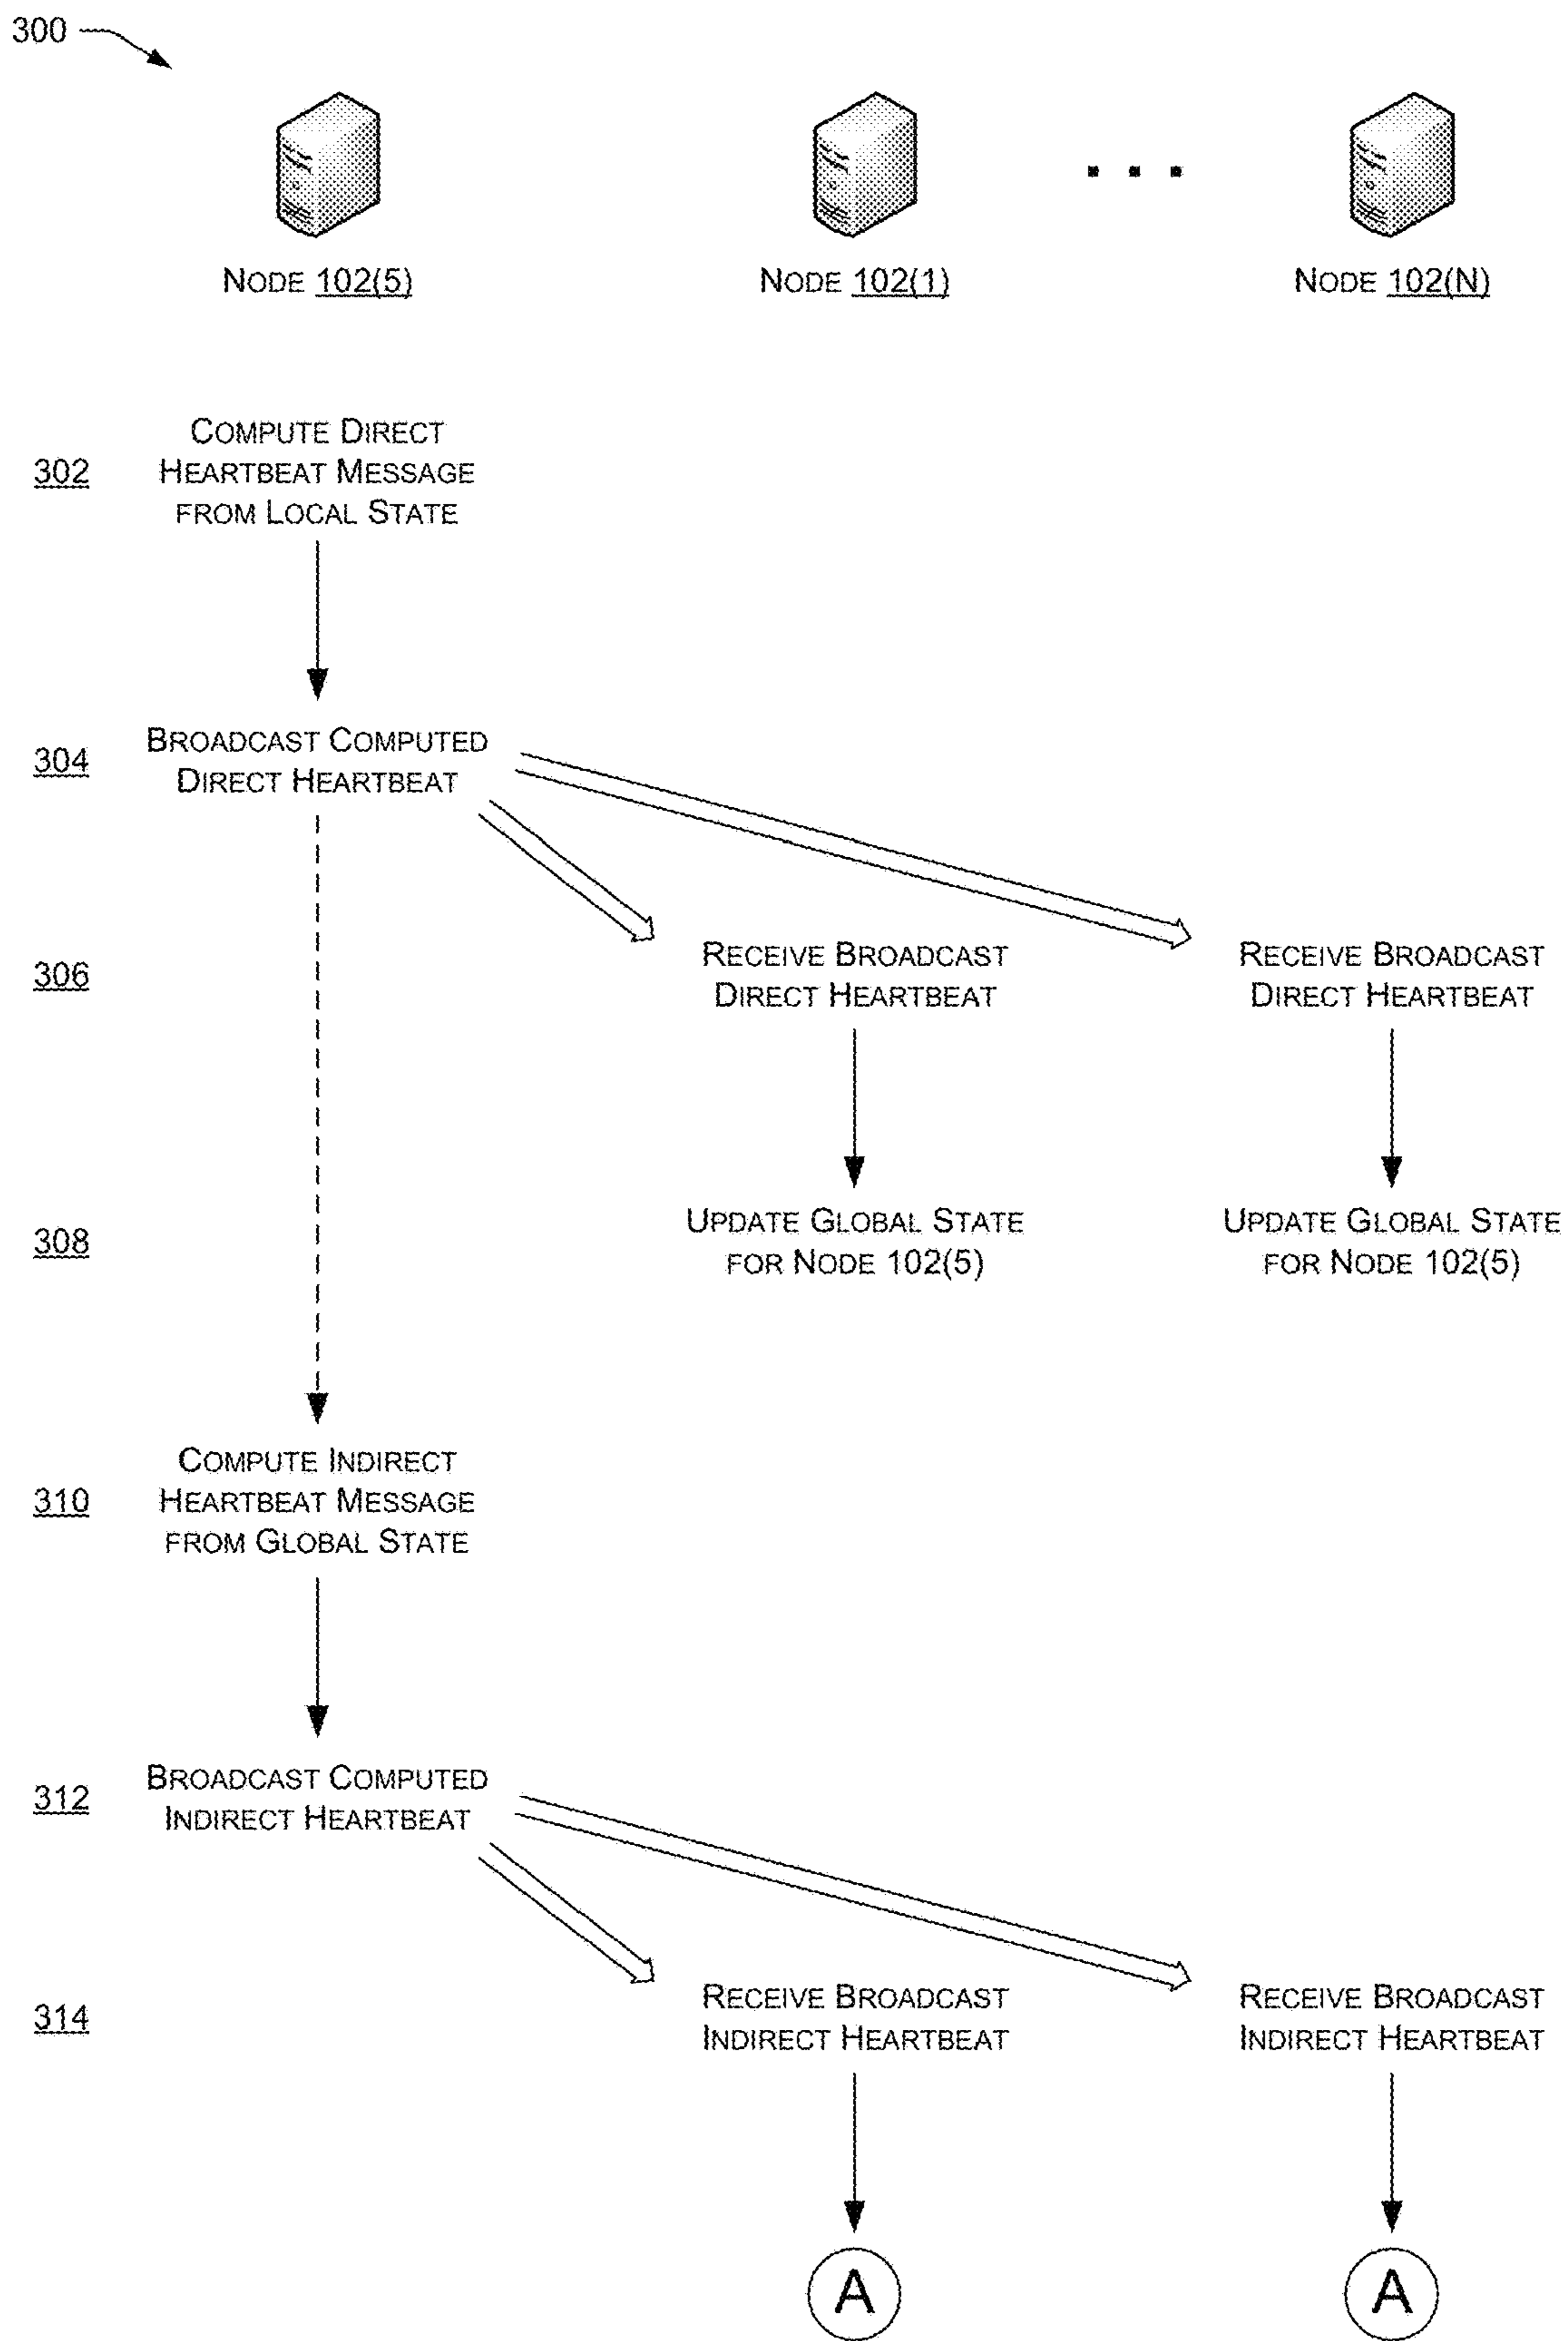 300
NODE 102(5)
NODE 102(1)
. . .
NODE 102(N)
302
COMPUTE DIRECT
HEARTBEAT MESSAGE
FROM LOCAL STATE
304
BROADCAST COMPUTED
DIRECT HEARTBEAT
306
RECEIVE BROADCAST
DIRECT HEARTBEAT
RECEIVE BROADCAST
DIRECT HEARTBEAT
308
UPDATE GLOBAL STATE
FOR NODE 102(5)
UPDATE GLOBAL STATE
FOR NODE 102(5)
310
COMPUTE INDIRECT
HEARTBEAT MESSAGE
FROM GLOBAL STATE
312
BROADCAST COMPUTED
INDIRECT HEARTBEAT
314
RECEIVE BROADCAST
INDIRECT HEARTBEAT
RECEIVE BROADCAST
INDIRECT HEARTBEAT
A
A